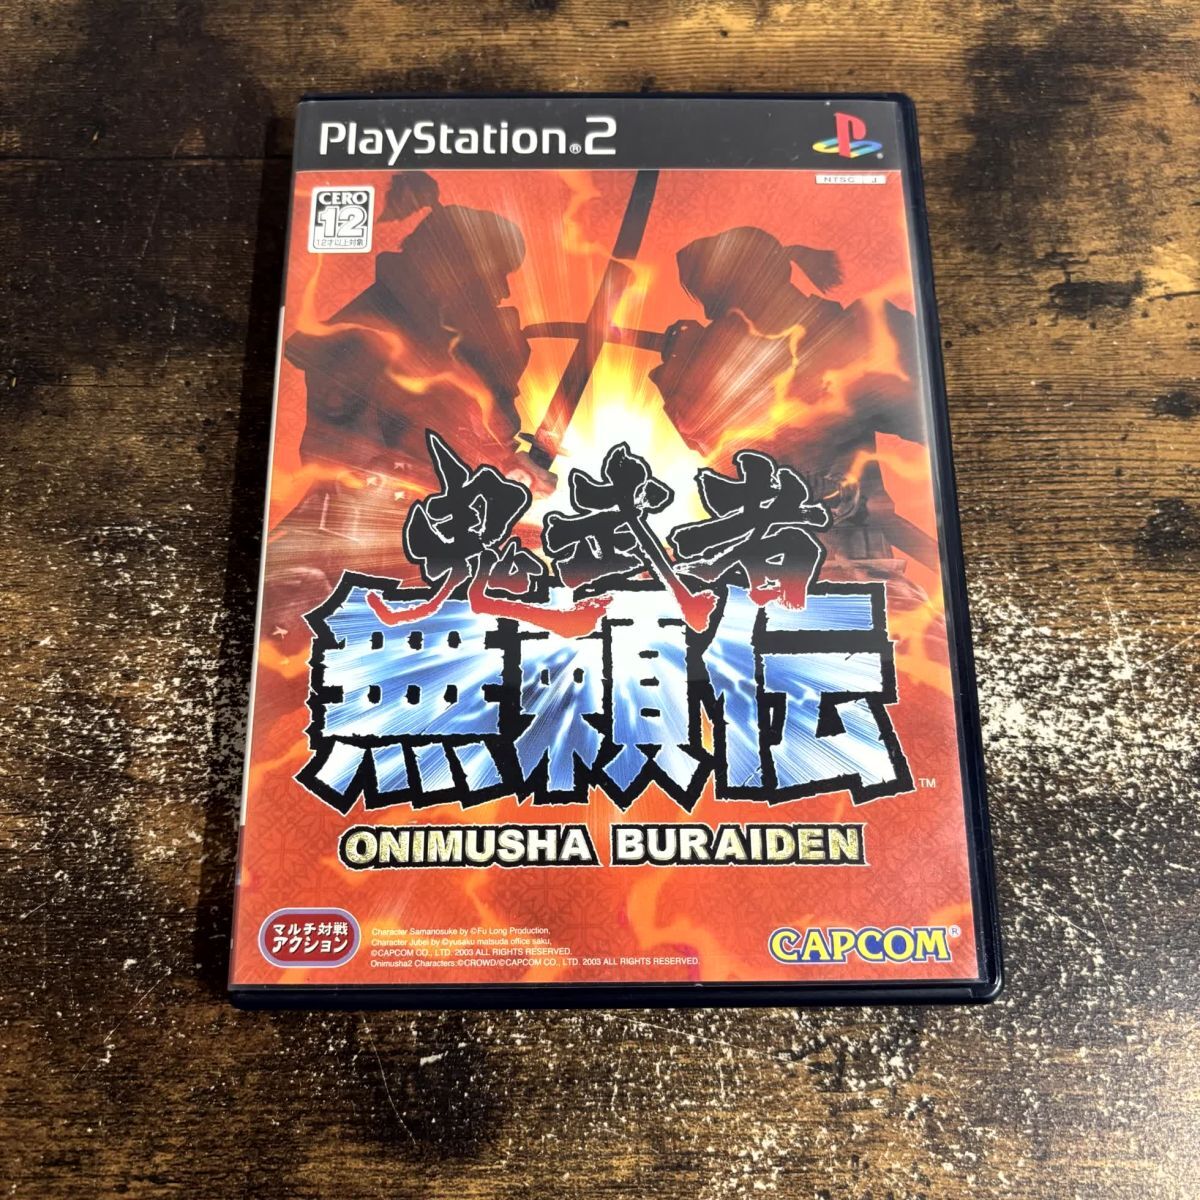 PlayStation®2
NTSC J
CERO
12
12才以上対象
鬼武者
無頼伝
TM
ONIMUSHA BURAIDEN
マルチ対戦
アクション
Character Samanosuke by ©Fu Long Production,
Character Jubei by ©yusaku matsuda office saku,
©CAPCOM CO., LTD. 2003 ALL RIGHTS RESERVED.
Onimusha2 Characters:©CROWD/©CAPCOM CO., LTD. 2003 ALL RIGHTS RESERVED.
CAPCOM®